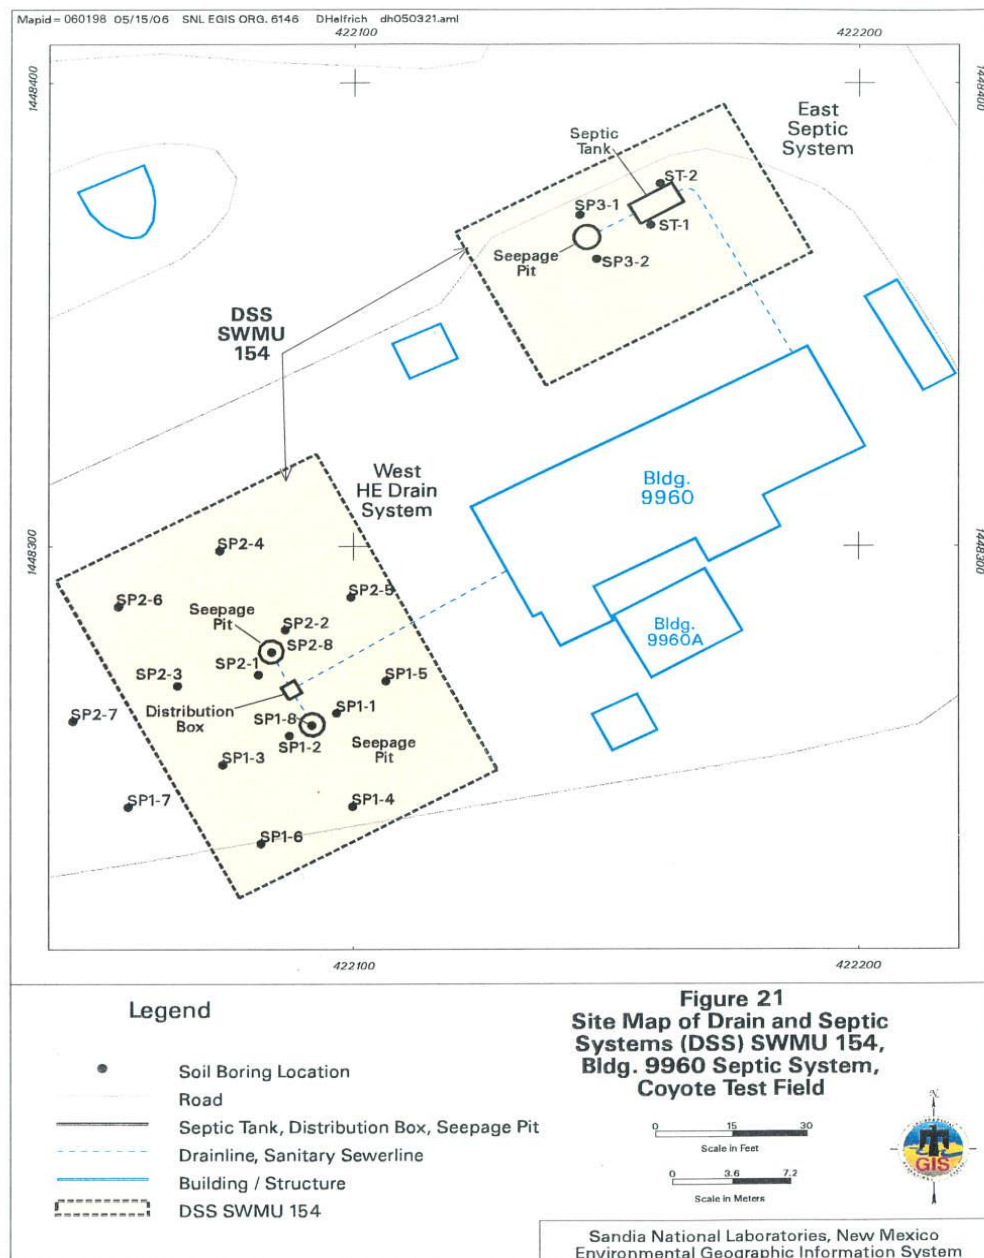 Mapid = 060198 05/15/06 SNL EGIS ORG. 6146 DHelfrich dh050321.aml
422100
422200
1448400
1448400
East
Septic
System
Septic
Tank
ST-2
SP3-1
ST-1
Seepage
Pit
SP3-2
DSS
SWMU
154
West
HE Drain
System
Bldg.
9960
1448300
1448300
SP2-4
SP2-5
SP2-6
Seepage
Pit
SP2-2
SP2-8
Bldg.
9960A
SP2-1
SP2-3
SP1-5
SP2-7
Distribution
Box
SP1-8
SP1-1
SP1-2
Seepage
Pit
SP1-3
SP1-7
SP1-4
SP1-6
422100
422200
Legend
Soil Boring Location
Road
Septic Tank, Distribution Box, Seepage Pit
Drainline, Sanitary Sewerline
Building / Structure
DSS SWMU 154
Figure 21
Site Map of Drain and Septic
Systems (DSS) SWMU 154,
Bldg. 9960 Septic System,
Coyote Test Field
0 15 30
Scale in Feet
0 3.6 7.2
Scale in Meters
N
GIS
Sandia National Laboratories, New Mexico
Environmental Geographic Information System